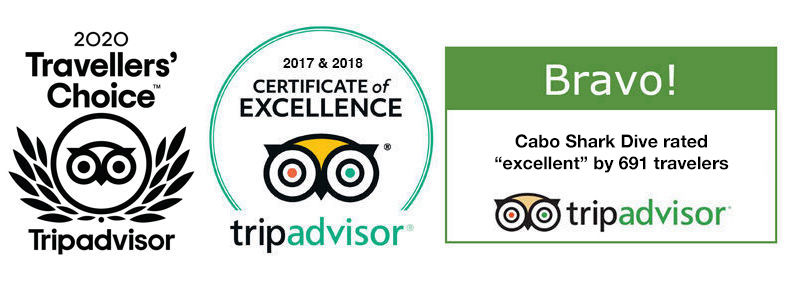 2020
Travellers'
Choice™
Tripadvisor
2017 & 2018
CERTIFICATE of
EXCELLENCE
®
tripadvisor®
Bravo!
Cabo Shark Dive rated
“excellent” by 691 travelers
tripadvisor®